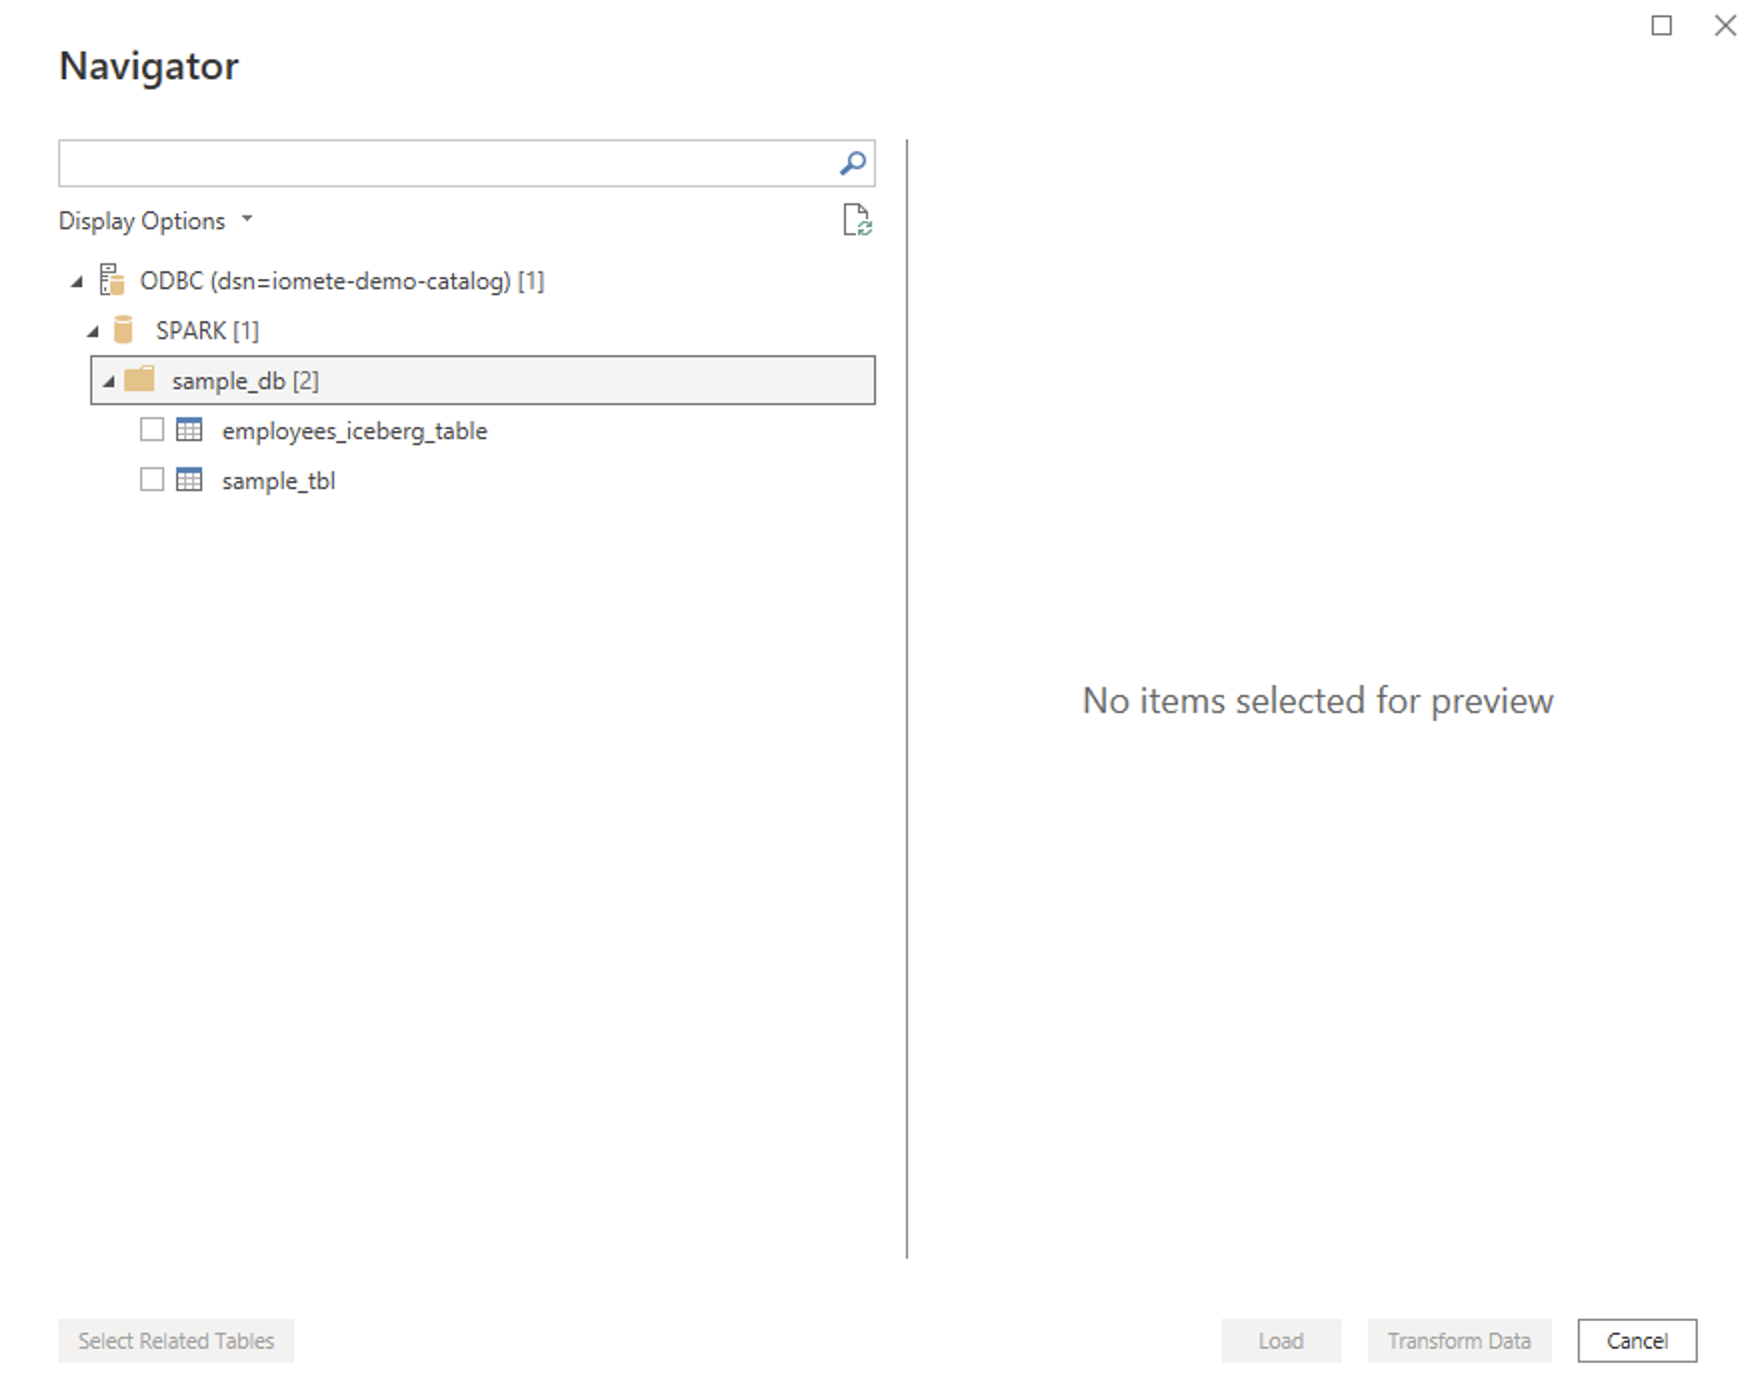 Navigator
Display Options
ODBC (dsn=iomete-demo-catalog) [1]
SPARK [1]
sample_db [2]
employees_iceberg_table
sample_tbl
No items selected for preview
Select Related Tables
Load
Transform Data
Cancel